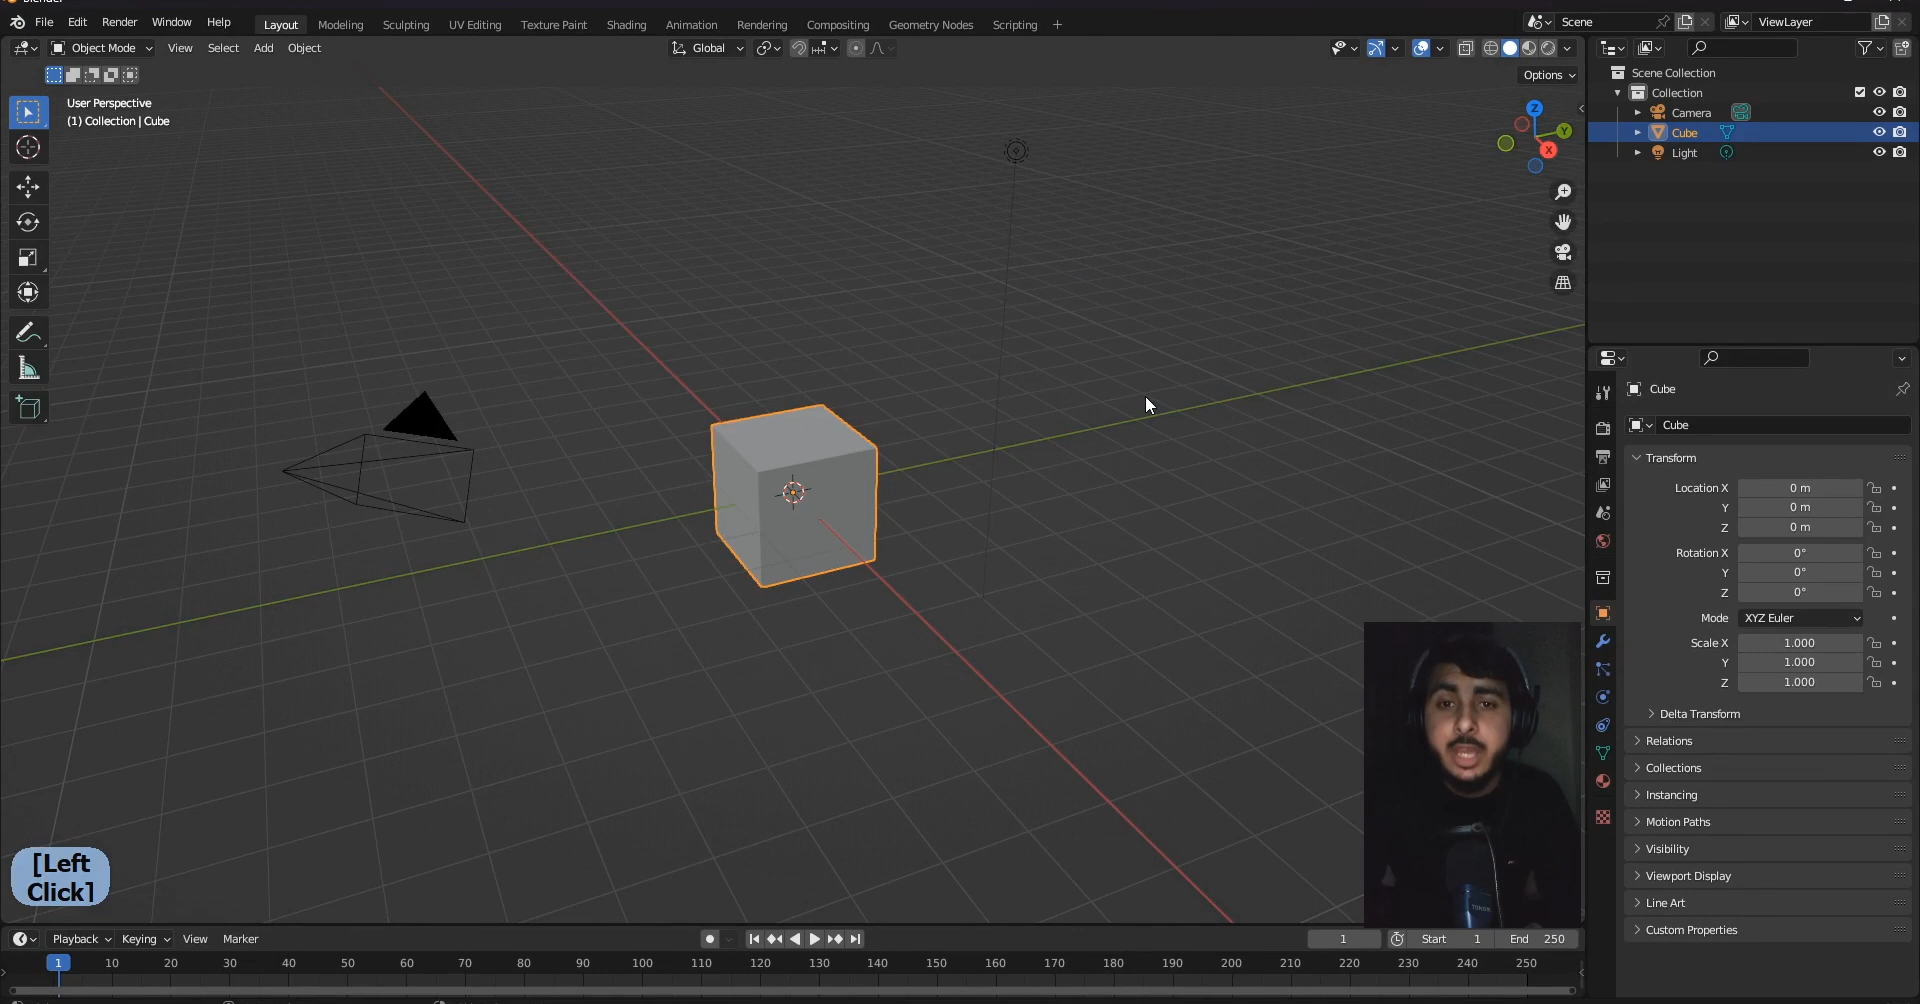 File Edit Render Window Help
Layout Modeling Sculpting UV Editing Texture Paint Shading Animation Rendering Compositing Geometry Nodes Scripting +
Scene
ViewLayer
Object Mode View Select Add Object
Global
Options
User Perspective
(1) Collection | Cube
Z
Y
X
Scene Collection
Collection
Camera
Cube
Light
Cube
Cube
Transform
Location X 0 m
Y 0 m
Z 0 m
Rotation X 0°
Y 0°
Z 0°
Mode XYZ Euler
Scale X 1.000
Y 1.000
Z 1.000
Delta Transform
Relations
Collections
Instancing
Motion Paths
Visibility
Viewport Display
Line Art
Custom Properties
[Left
Click]
Playback Keying View Marker
1 Start 1 End 250
1 10 20 30 40 50 60 70 80 90 100 110 120 130 140 150 160 170 180 190 200 210 220 230 240 250